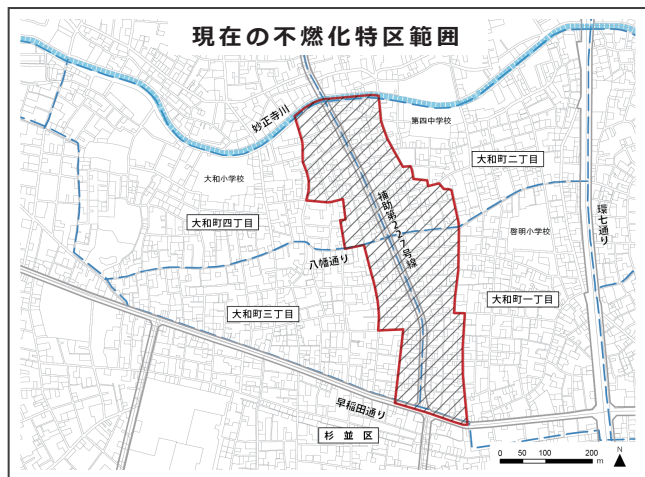 現在の不燃化特区範囲
妙正寺川
第四中学校
大和町二丁目
大和小学校
補助第227号線
環七通り
大和町四丁目
啓明小学校
八幡通り
大和町三丁目
大和町一丁目
早稲田通り
杉並区
0 50 100 200
m
N